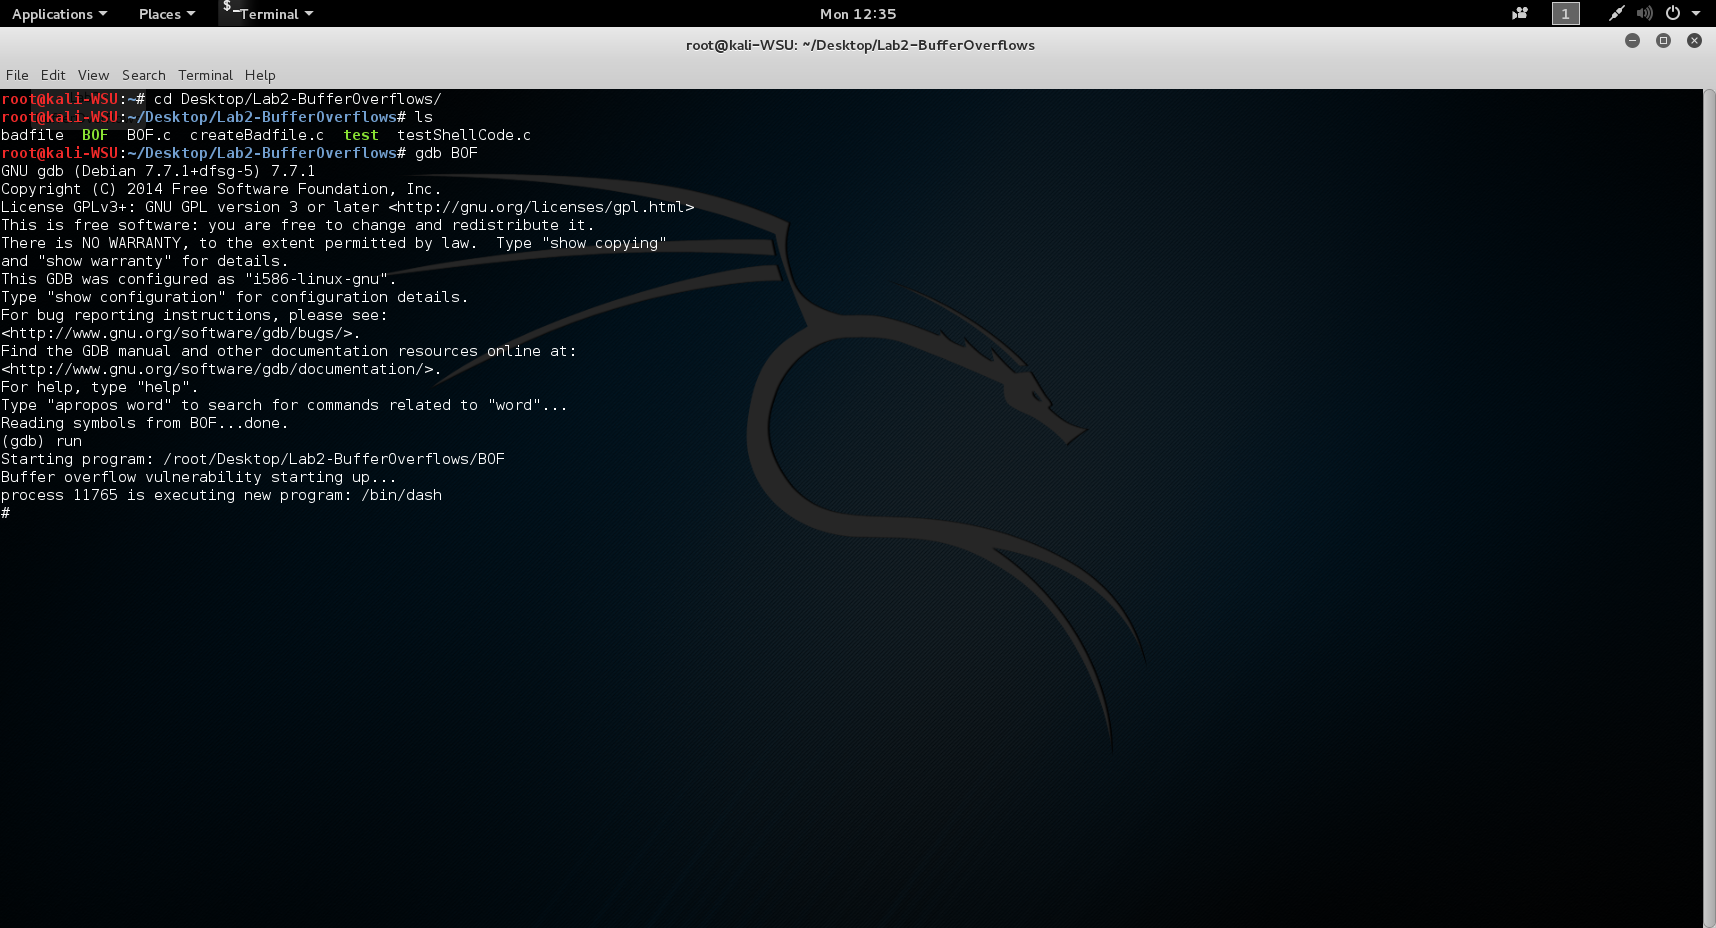 Applications Places $_Terminal Mon 12:35 1
root@kali-WSU: ~/Desktop/Lab2-BufferOverflows
File Edit View Search Terminal Help
root@kali-WSU:~# cd Desktop/Lab2-BufferOverflows/
root@kali-WSU:~/Desktop/Lab2-BufferOverflows# ls
badfile BOF BOF.c createBadfile.c test testShellCode.c
root@kali-WSU:~/Desktop/Lab2-BufferOverflows# gdb BOF
GNU gdb (Debian 7.7.1+dfsg-5) 7.7.1
Copyright (C) 2014 Free Software Foundation, Inc.
License GPLv3+: GNU GPL version 3 or later <http://gnu.org/licenses/gpl.html>
This is free software: you are free to change and redistribute it.
There is NO WARRANTY, to the extent permitted by law.  Type "show copying"
and "show warranty" for details.
This GDB was configured as "i586-linux-gnu".
Type "show configuration" for configuration details.
For bug reporting instructions, please see:
<http://www.gnu.org/software/gdb/bugs/>.
Find the GDB manual and other documentation resources online at:
<http://www.gnu.org/software/gdb/documentation/>.
For help, type "help".
Type "apropos word" to search for commands related to "word"...
Reading symbols from BOF...done.
(gdb) run
Starting program: /root/Desktop/Lab2-BufferOverflows/BOF
Buffer overflow vulnerability starting up...
process 11765 is executing new program: /bin/dash
#